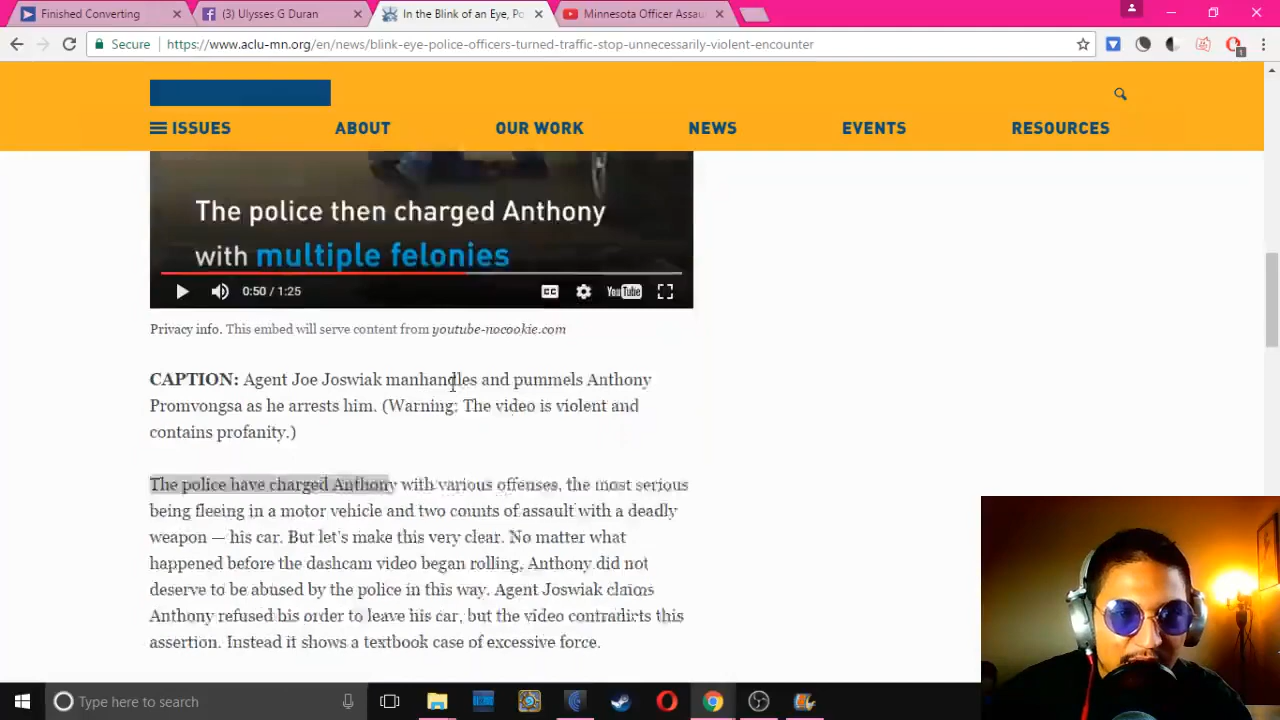 Finished Converting
(3) Ulysses G Duran
In the Blink of an Eye, Po
Minnesota Officer Assau
Secure
https://www.aclu-mn.org/en/news/blink-eye-police-officers-turned-traffic-stop-unnecessarily-violent-encounter
1
ISSUES
ABOUT
OUR WORK
NEWS
EVENTS
RESOURCES
The police then charged Anthony
with multiple felonies
0:50 / 1:25
CC
YouTube
Privacy info. This embed will serve content from youtube-nocookie.com
CAPTION: Agent Joe Joswiak manhandles and pummels Anthony
Promvongsa as he arrests him. (Warning: The video is violent and
contains profanity.)
The police have charged Anthony with various offenses, the most serious
being fleeing in a motor vehicle and two counts of assault with a deadly
weapon — his car. But let's make this very clear. No matter what
happened before the dashcam video began rolling, Anthony did not
deserve to be abused by the police in this way. Agent Joswiak claims
Anthony refused his order to leave his car, but the video contradicts this
assertion. Instead it shows a textbook case of excessive force.
Type here to search